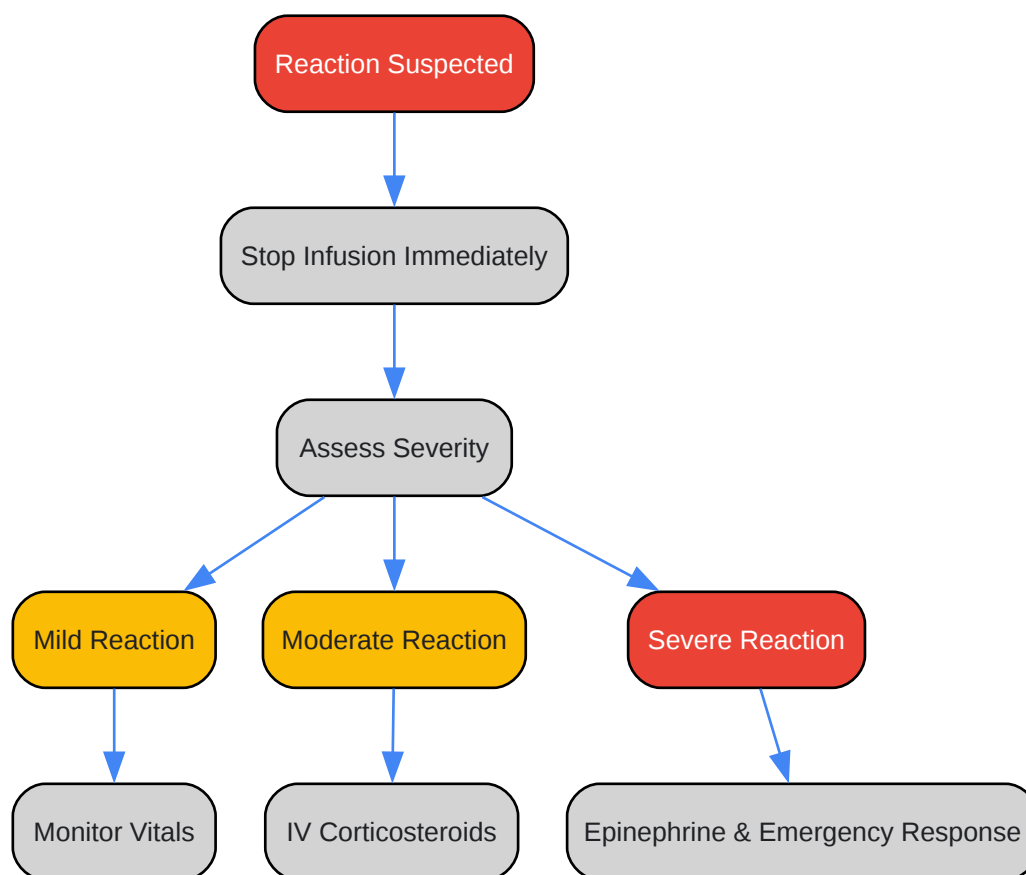 Reaction Suspected
Stop Infusion Immediately
Assess Severity
Mild Reaction
Moderate Reaction
Severe Reaction
Monitor Vitals
IV Corticosteroids
Epinephrine & Emergency Response